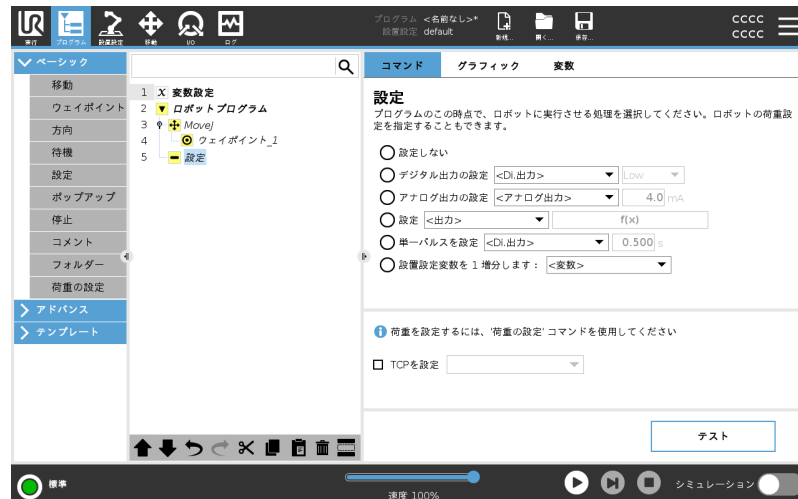 UR
実行
プログラム
設置設定
移動
I/O
ログ
プログラム <名前なし>*
設置設定 default
新規...
開く...
保存...
CCCC
CCCC
ベーシック
移動
ウェイポイント
方向
待機
設定
ポップアップ
停止
コメント
フォルダー
荷重の設定
アドバンス
テンプレート
1 X 変数設定
2 ロボットプログラム
3 MoveJ
4 ウェイポイント_1
5 設定
コマンド グラフィック 変数
設定
プログラムのこの時点で、ロボットに実行させる処理を選択してください。ロボットの荷重設
定を指定することもできます。
設定しない
デジタル出力の設定 <Di.出力> Low
アナログ出力の設定 <アナログ出力> 4.0 mA
設定 <出力> f(x)
単一パルスを設定 <Di.出力> 0.500 s
設置設定変数を 1 増分します： <変数>
荷重を設定するには、'荷重の設定' コマンドを使用してください
TCPを設定
テスト
標準
速度 100%
シミュレーション